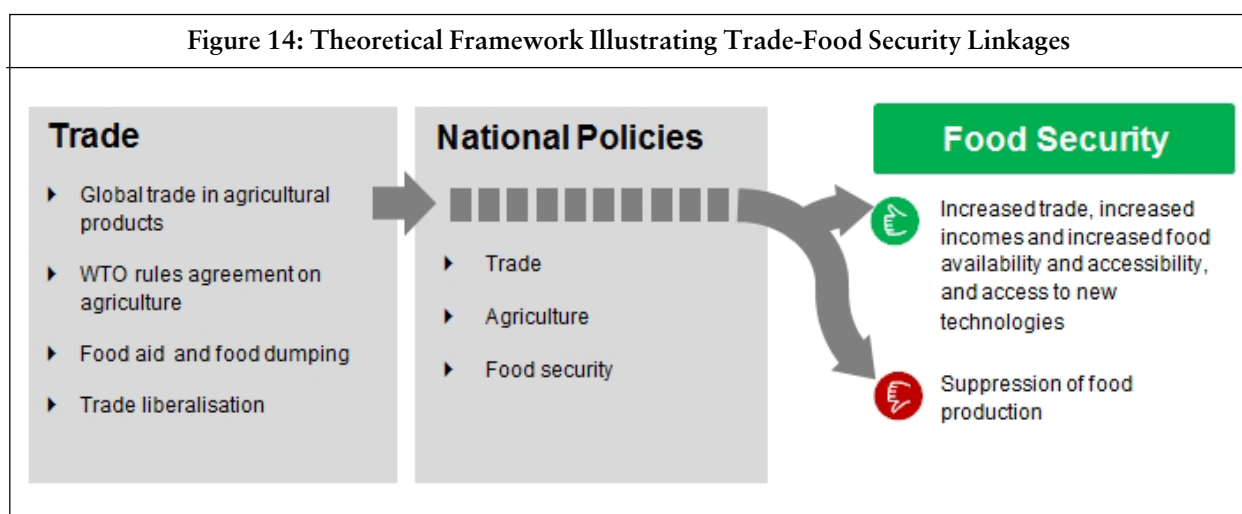 Figure 14: Theoretical Framework Illustrating Trade-Food Security Linkages
Trade
Global trade in agricultural
products
WTO rules agreement on
agriculture
Food aid and food dumping
Trade liberalisation
National Policies
Trade
Agriculture
Food security
Food Security
Increased trade, increased
incomes and increased food
availability and accessibility,
and access to new
technologies
Suppression of food
production